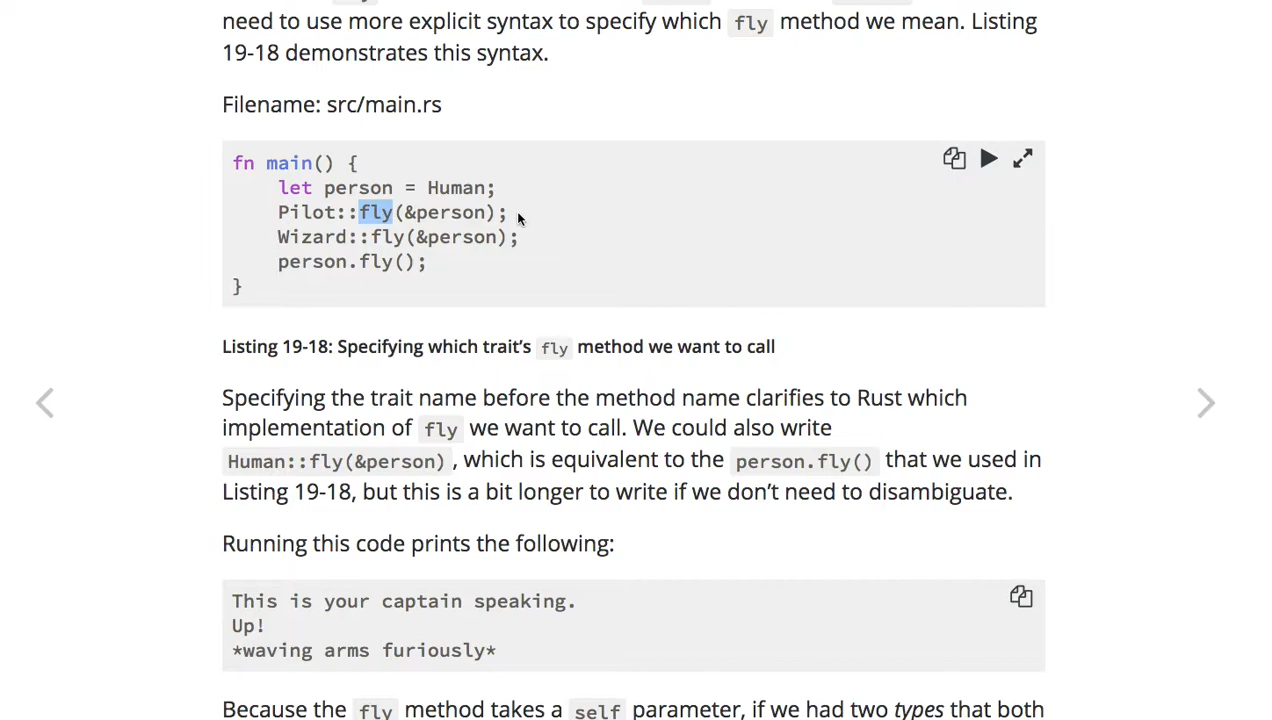 need to use more explicit syntax to specify which fly method we mean. Listing
19-18 demonstrates this syntax.
Filename: src/main.rs
fn main() {
    let person = Human;
    Pilot::fly(&person);
    Wizard::fly(&person);
    person.fly();
}
Listing 19-18: Specifying which trait’s fly method we want to call
Specifying the trait name before the method name clarifies to Rust which
implementation of fly we want to call. We could also write
Human::fly(&person), which is equivalent to the person.fly() that we used in
Listing 19-18, but this is a bit longer to write if we don’t need to disambiguate.
Running this code prints the following:
This is your captain speaking.
Up!
*waving arms furiously*
Because the fly method takes a self parameter, if we had two types that both